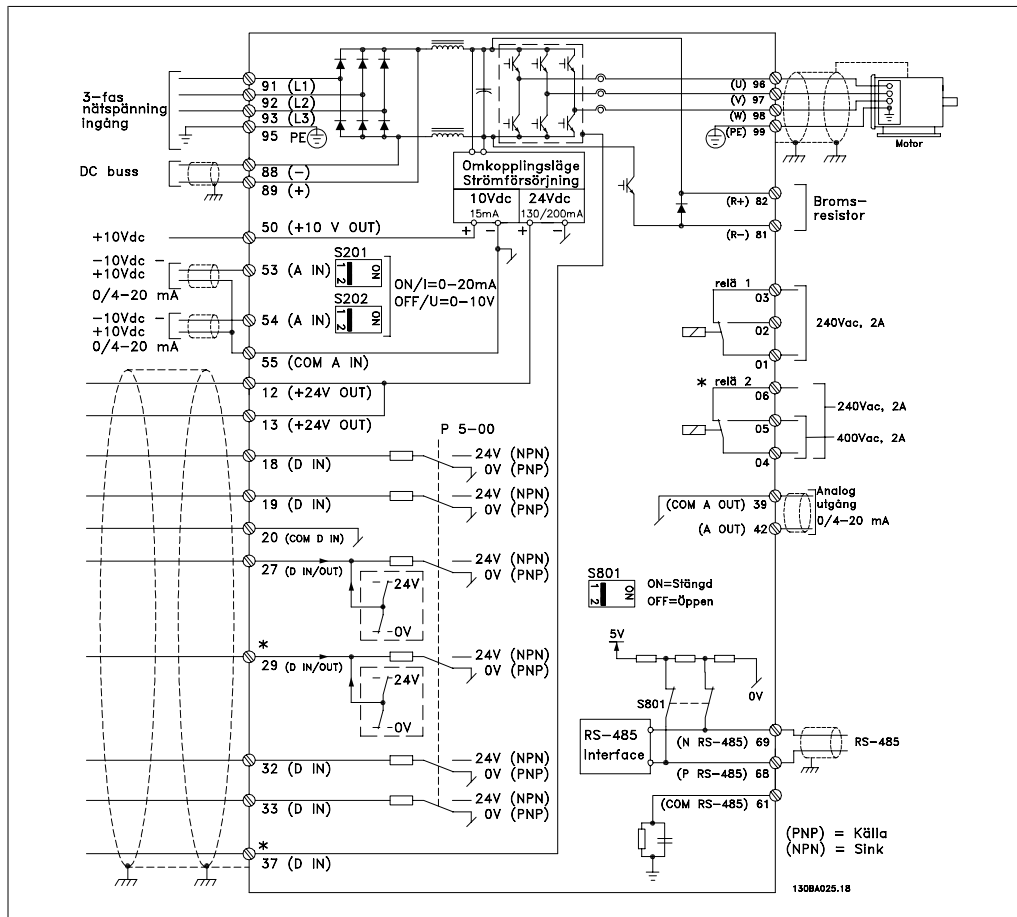 3-fas
nätspänning
ingång
91 (L1)
92 (L2)
93 (L3)
95 PE
DC buss
88 (-)
89 (+)
+10Vdc
50 (+10 V OUT)
-10Vdc -
+10Vdc
0/4-20 mA
53 (A IN)
S201
1 2
ON
ON/I=0-20mA
OFF/U=0-10V
S202
1 2
ON
-10Vdc -
+10Vdc
0/4-20 mA
54 (A IN)
55 (COM A IN)
12 (+24V OUT)
13 (+24V OUT)
Omkopplingsläge
Strömförsörjning
10Vdc
15mA
24Vdc
130/200mA
+ - + -
P 5-00
18 (D IN)
24V (NPN)
0V (PNP)
19 (D IN)
24V (NPN)
0V (PNP)
20 (COM D IN)
27 (D IN/OUT)
24V (NPN)
0V (PNP)
24V
0V
*
29 (D IN/OUT)
24V (NPN)
0V (PNP)
24V
0V
32 (D IN)
24V (NPN)
0V (PNP)
33 (D IN)
24V (NPN)
0V (PNP)
*
37 (D IN)
(U) 96
(V) 97
(W) 98
(PE) 99
Motor
(R+) 82
(R-) 81
Broms-
resistor
relä 1
03
02
01
240Vac, 2A
* relä 2
06
05
04
240Vac, 2A
400Vac, 2A
(COM A OUT) 39
(A OUT) 42
Analog
utgång
0/4-20 mA
S801
1 2
ON
ON=Stängd
OFF=Öppen
5V
0V
S801
RS-485
Interface
(N RS-485) 69
(P RS-485) 68
RS-485
(COM RS-485) 61
(PNP) = Källa
(NPN) = Sink
130BA025.18